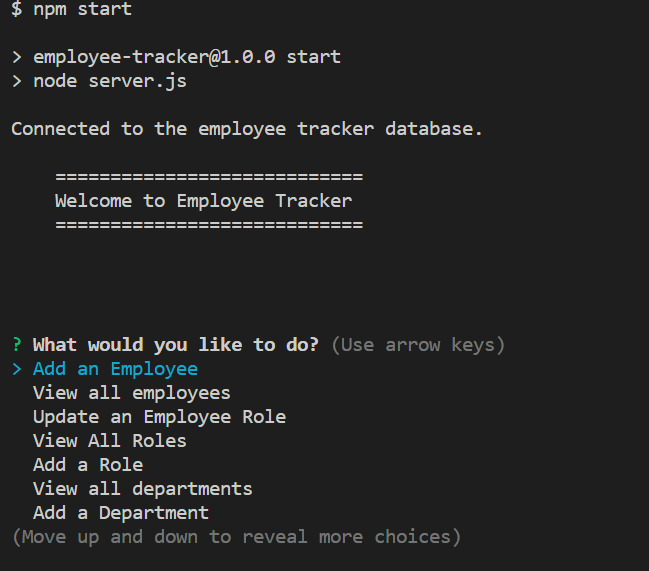 $ npm start
> employee-tracker@1.0.0 start
> node server.js
Connected to the employee tracker database.
============================
Welcome to Employee Tracker
============================
? What would you like to do? (Use arrow keys)
> Add an Employee
View all employees
Update an Employee Role
View All Roles
Add a Role
View all departments
Add a Department
(Move up and down to reveal more choices)